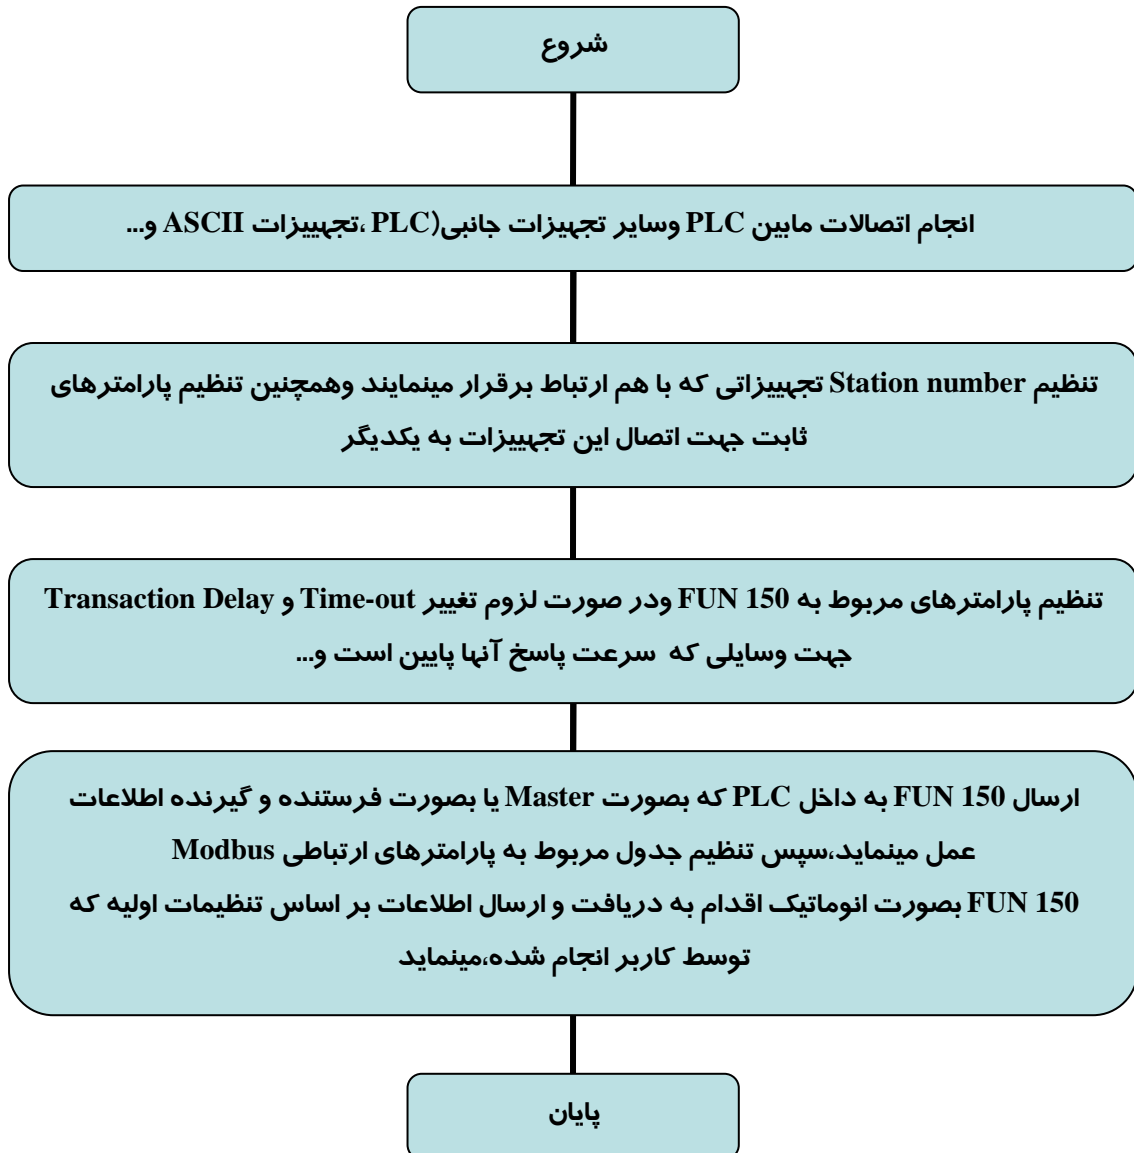 شروع
انجام اتصالات مابین PLC وسایر تجهیزات جانبی(PLC ،تجهییزات ASCII و...
تنظیم Station number تجهییزاتی که با هم ارتباط برقرار مینمایند وهمچنین تنظیم پارامترهای
ثابت جهت اتصال این تجهییزات به یکدیگر
تنظیم پارامترهای مربوط به FUN 150 ودر صورت لزوم تغییر Time-out و Transaction Delay
جهت وسایلی که سرعت پاسخ آنها پایین است و...
ارسال FUN 150 به داخل PLC که بصورت Master یا بصورت فرستنده و گیرنده اطلاعات
عمل مینماید،سپس تنظیم جدول مربوط به پارامترهای ارتباطی Modbus
FUN 150 بصورت انوماتیک اقدام به دریافت و ارسال اطلاعات بر اساس تنظیمات اولیه که
توسط کاربر انجام شده،مینماید
پایان